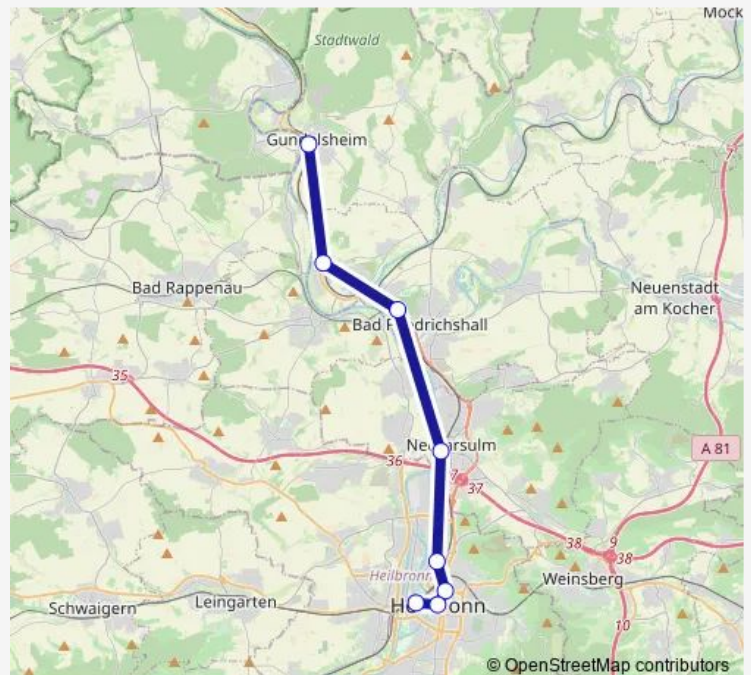 Mock
Stadtwald
Gundelsheim
Bad Rappenau
Neuenstadt
am Kocher
Bad Friedrichshall
35
Neckarsulm
A 81
36
7
37
38
9
38
Heilbronn
Weinsberg
Schwaigern
Leingarten
Heilbronn
10
© OpenStreetMap contributors